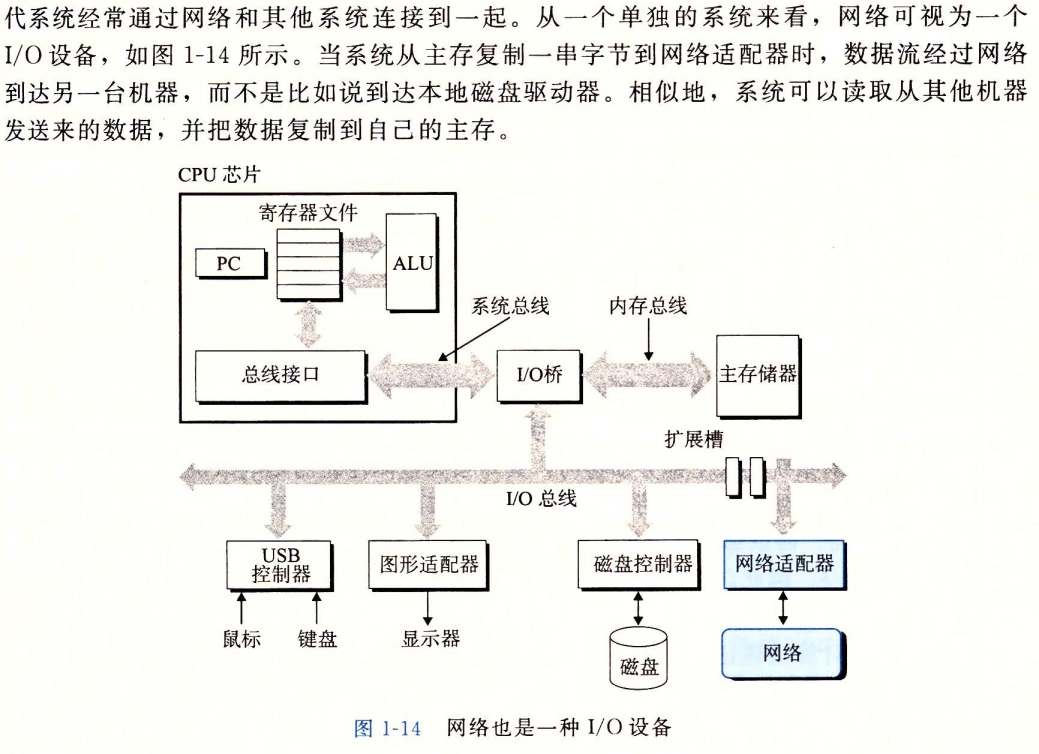 代系统经常通过网络和其他系统连接到一起。从一个单独的系统来看，网络可视为一个
I/O 设备，如图 1-14 所示。当系统从主存复制一串字节到网络适配器时，数据流经过网络
到达另一台机器，而不是比如说到达本地磁盘驱动器。相似地，系统可以读取从其他机器
发送来的数据，并把数据复制到自己的主存。
CPU 芯片
寄存器文件
PC
ALU
系统总线
内存总线
总线接口
I/O桥
主存储器
扩展槽
I/O 总线
USB
控制器
图形适配器
磁盘控制器
网络适配器
鼠标
键盘
显示器
磁盘
网络
图 1-14 网络也是一种 I/O 设备